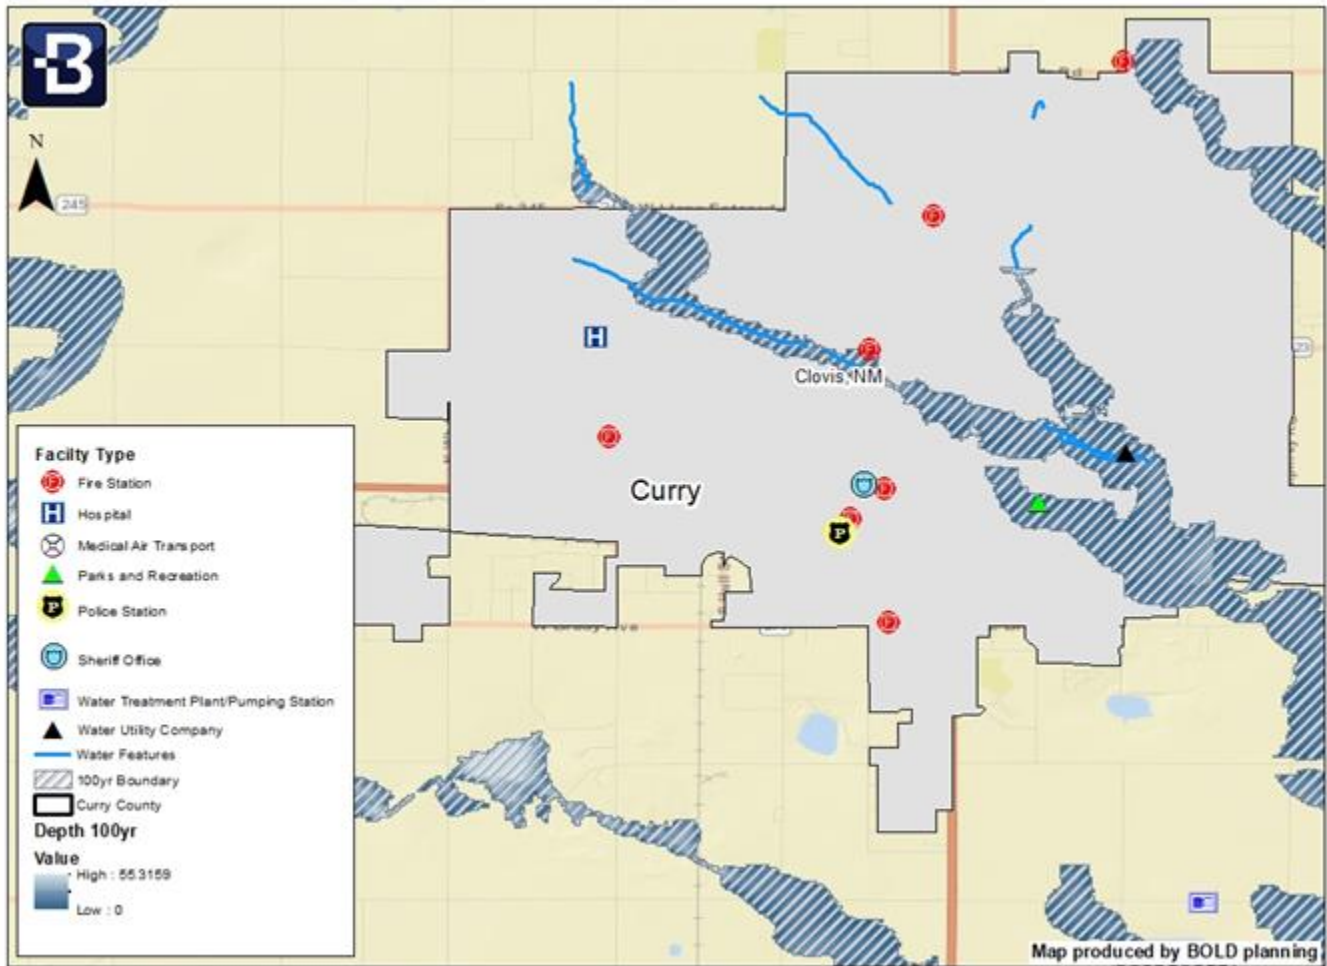 B
N
245
Clovis, NM
Curry
Facilty Type
Fire Station
Hospital
Medical Air Transport
Parks and Recreation
Police Station
Sheriff Office
Water Treatment Plant/Pumping Station
Water Utility Company
Water Features
100yr Boundary
Curry County
Depth 100yr
Value
High : 55.3159
Low : 0
Map produced by BOLD planning